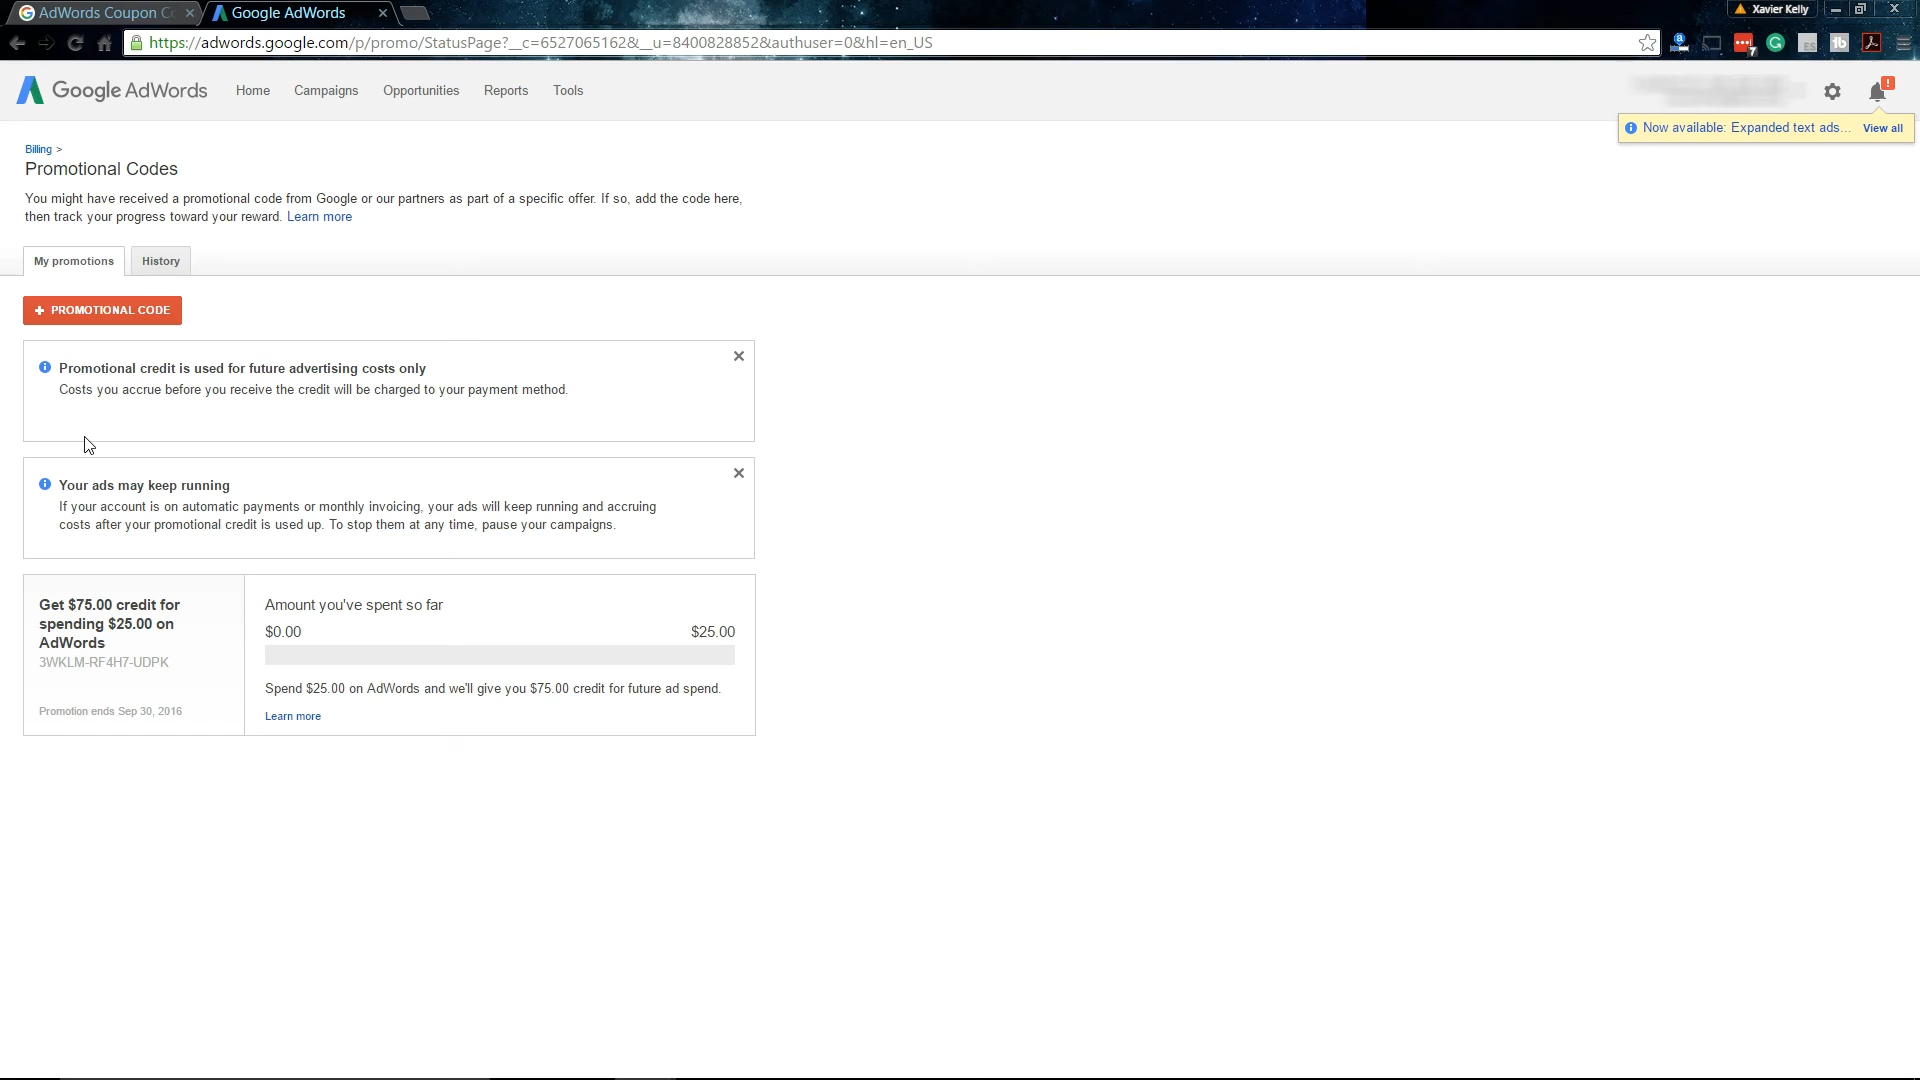 AdWords Coupon C
Google AdWords
Xavier Kelly
https://adwords.google.com/p/promo/StatusPage?__c=6527065162&__u=8400828852&authuser=0&hl=en_US
7
ES
tb
Google AdWords
Home
Campaigns
Opportunities
Reports
Tools
Now available: Expanded text ads...
View all
Billing >
Promotional Codes
You might have received a promotional code from Google or our partners as part of a specific offer. If so, add the code here,
then track your progress toward your reward. Learn more
My promotions
History
+ PROMOTIONAL CODE
Promotional credit is used for future advertising costs only
Costs you accrue before you receive the credit will be charged to your payment method.
Your ads may keep running
If your account is on automatic payments or monthly invoicing, your ads will keep running and accruing
costs after your promotional credit is used up. To stop them at any time, pause your campaigns.
Get $75.00 credit for
spending $25.00 on
AdWords
3WKLM-RF4H7-UDPK
Promotion ends Sep 30, 2016
Amount you've spent so far
$0.00
$25.00
Spend $25.00 on AdWords and we'll give you $75.00 credit for future ad spend.
Learn more